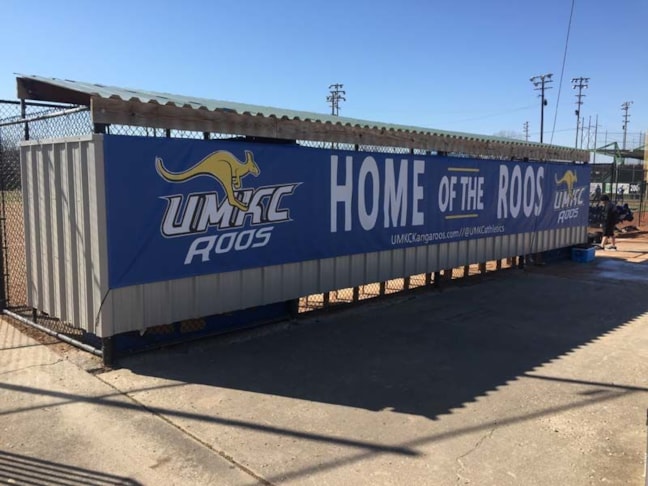 UMKC
ROOS
HOME OF THE ROOS
UMKCKangaroos.com//@UMKCathletics
UMKC
ROOS